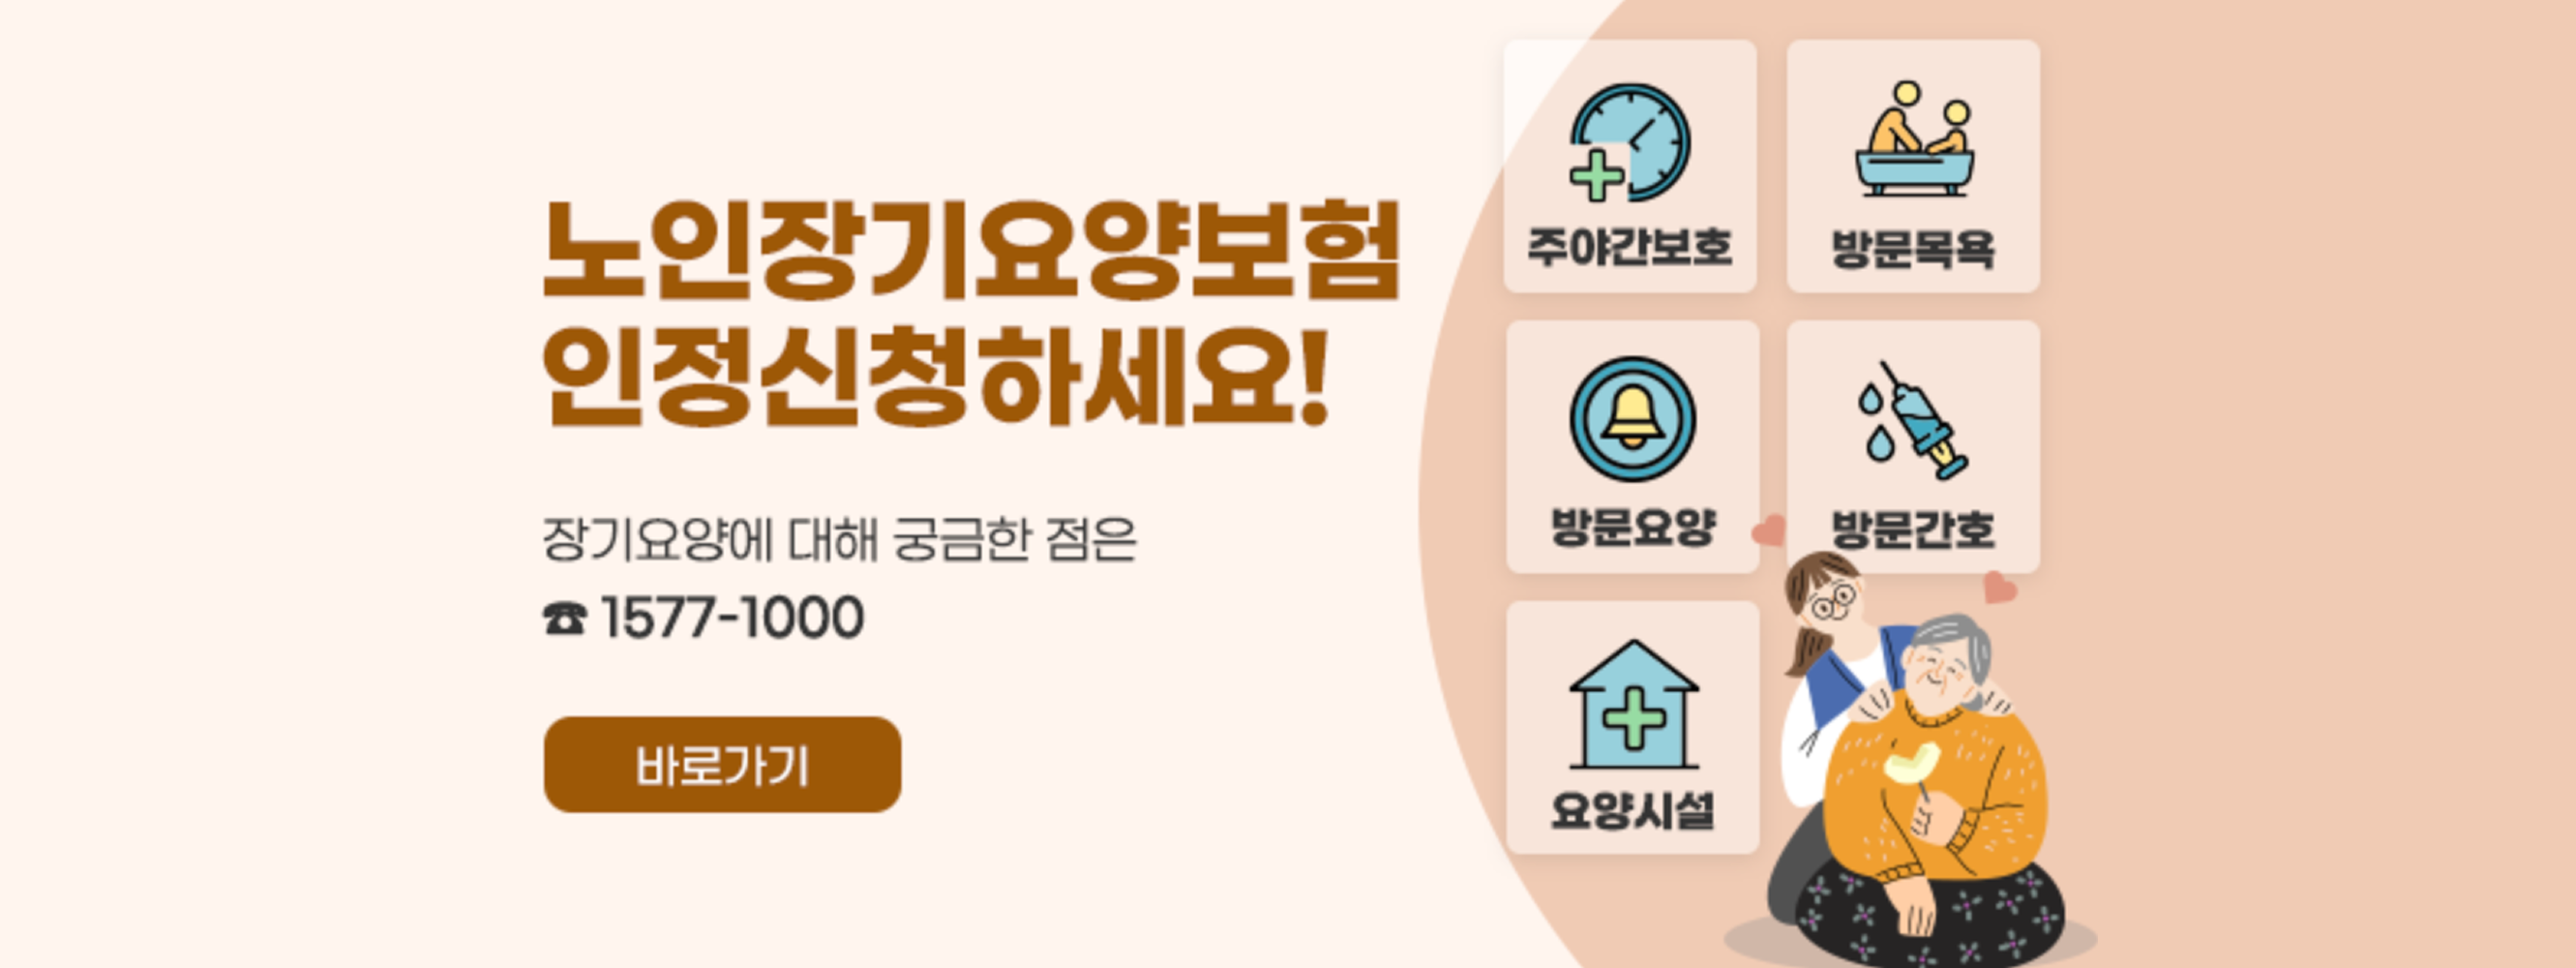 노인장기요양보험
인정신청하세요!
장기요양에 대해 궁금한 점은
☎ 1577-1000
바로가기
주야간보호
방문목욕
방문요양
방문간호
요양시설